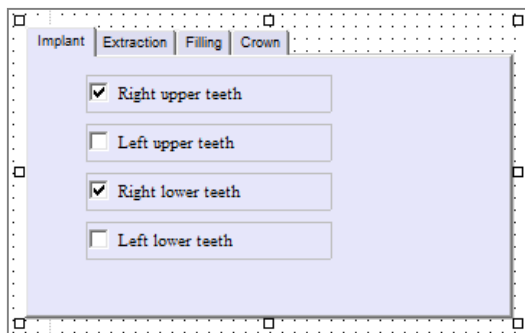 Implant Extraction Filling Crown
Right upper teeth
Left upper teeth
Right lower teeth
Left lower teeth